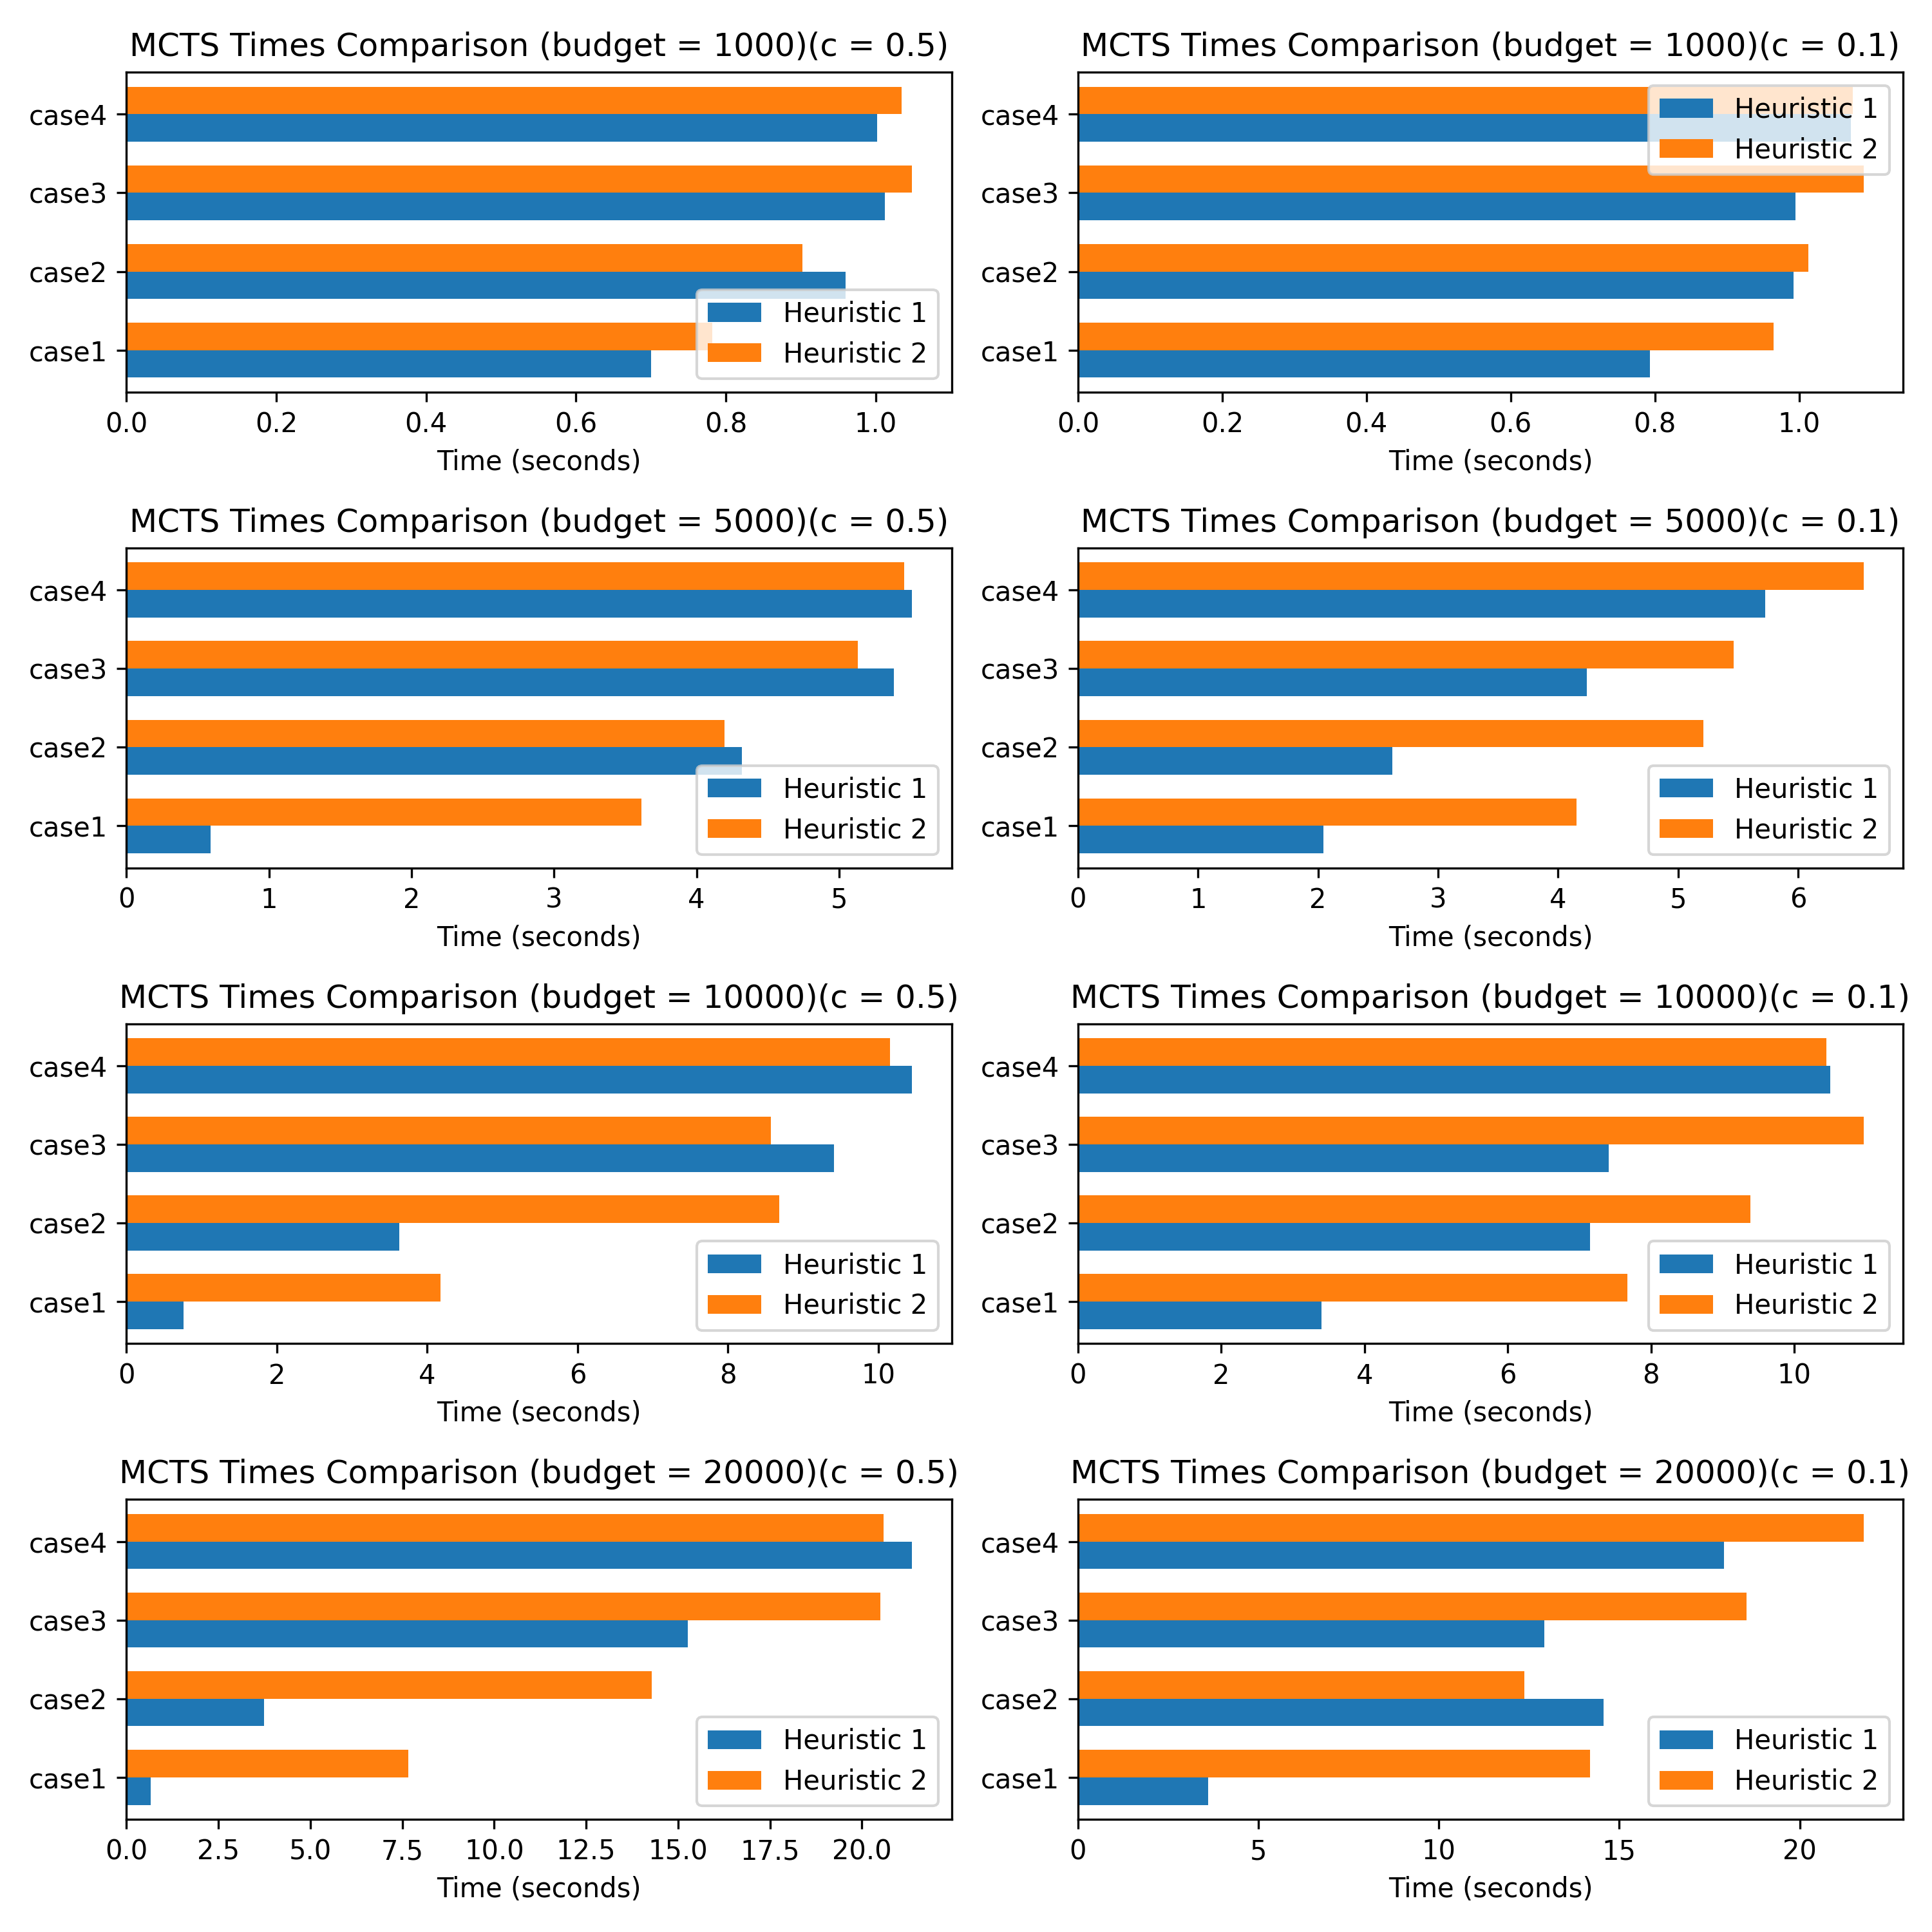 MCTS Times Comparison (budget = 1000)(c = 0.5)
case4
case3
case2
case1
Heuristic 1
Heuristic 2
0.0 0.2 0.4 0.6 0.8 1.0
Time (seconds)
MCTS Times Comparison (budget = 1000)(c = 0.1)
case4
case3
case2
case1
Heuristic 1
Heuristic 2
0.0 0.2 0.4 0.6 0.8 1.0
Time (seconds)
MCTS Times Comparison (budget = 5000)(c = 0.5)
case4
case3
case2
case1
Heuristic 1
Heuristic 2
0 1 2 3 4 5
Time (seconds)
MCTS Times Comparison (budget = 5000)(c = 0.1)
case4
case3
case2
case1
Heuristic 1
Heuristic 2
0 1 2 3 4 5 6
Time (seconds)
MCTS Times Comparison (budget = 10000)(c = 0.5)
case4
case3
case2
case1
Heuristic 1
Heuristic 2
0 2 4 6 8 10
Time (seconds)
MCTS Times Comparison (budget = 10000)(c = 0.1)
case4
case3
case2
case1
Heuristic 1
Heuristic 2
0 2 4 6 8 10
Time (seconds)
MCTS Times Comparison (budget = 20000)(c = 0.5)
case4
case3
case2
case1
Heuristic 1
Heuristic 2
0.0 2.5 5.0 7.5 10.0 12.5 15.0 17.5 20.0
Time (seconds)
MCTS Times Comparison (budget = 20000)(c = 0.1)
case4
case3
case2
case1
Heuristic 1
Heuristic 2
0 5 10 15 20
Time (seconds)